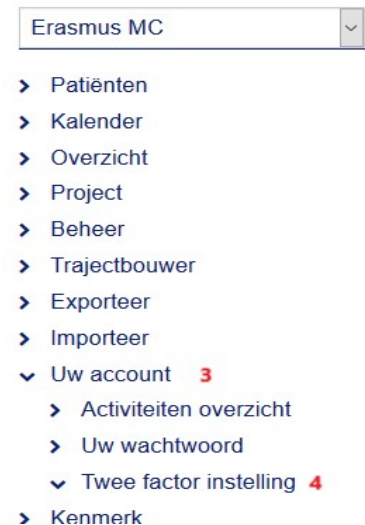 Erasmus MC
Patiënten
Kalender
Overzicht
Project
Beheer
Trajectbouwer
Exporteer
Importeer
Uw account 3
Activiteiten overzicht
Uw wachtwoord
Twee factor instelling 4
Kenmerk